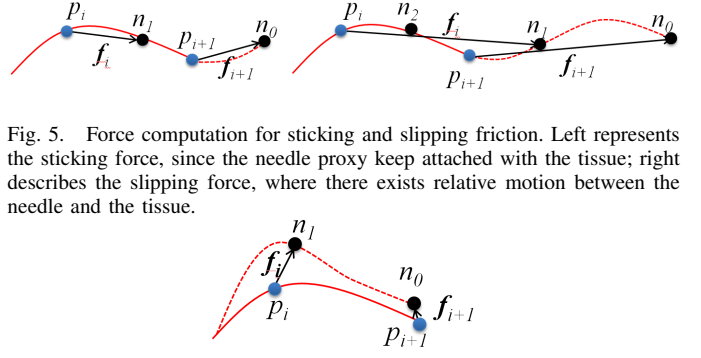 p_i n_1 p_{i+1} n_0 f_i f_{i+1}
p_i n_2 f_i n_1 n_0 p_{i+1} f_{i+1}
Fig. 5. Force computation for sticking and slipping friction. Left represents
the sticking force, since the needle proxy keep attached with the tissue; right
describes the slipping force, where there exists relative motion between the
needle and the tissue.
n_1
f_i n_0
p_i f_{i+1}
p_{i+1}